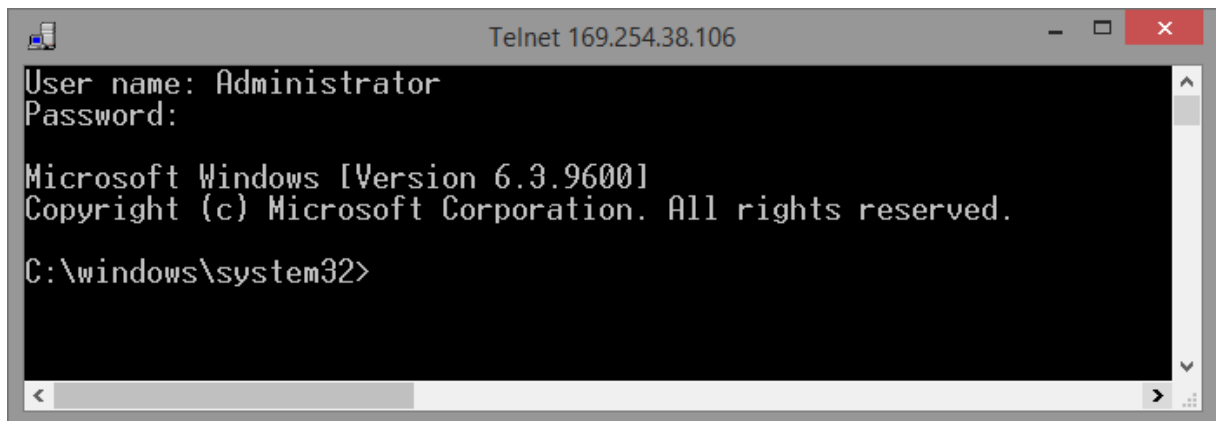 Telnet 169.254.38.106
User name: Administrator
Password:
Microsoft Windows [Version 6.3.9600]
Copyright (c) Microsoft Corporation. All rights reserved.
C:\windows\system32>